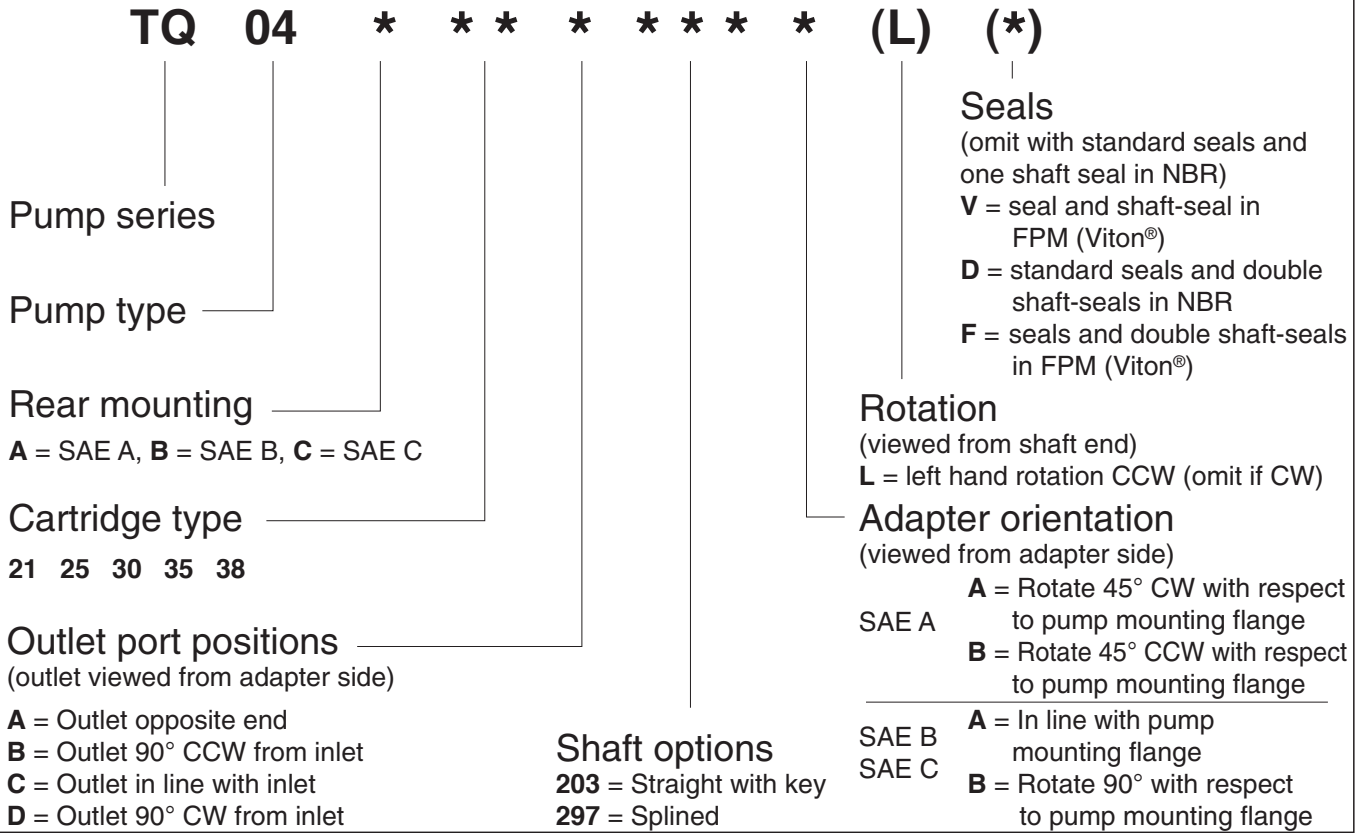 TQ 04 * * * * * * * * (L) (*)
Pump series
Pump type
Rear mounting
A = SAE A, B = SAE B, C = SAE C
Cartridge type
21 25 30 35 38
Outlet port positions
(outlet viewed from adapter side)
A = Outlet opposite end
B = Outlet 90° CCW from inlet
C = Outlet in line with inlet
D = Outlet 90° CW from inlet
Shaft options
203 = Straight with key
297 = Splined
Seals
(omit with standard seals and
one shaft seal in NBR)
V = seal and shaft-seal in
FPM (Viton®)
D = standard seals and double
shaft-seals in NBR
F = seals and double shaft-seals
in FPM (Viton®)
Rotation
(viewed from shaft end)
L = left hand rotation CCW (omit if CW)
Adapter orientation
(viewed from adapter side)
SAE A
A = Rotate 45° CW with respect
to pump mounting flange
B = Rotate 45° CCW with respect
to pump mounting flange
SAE B
SAE C
A = In line with pump
mounting flange
B = Rotate 90° with respect
to pump mounting flange